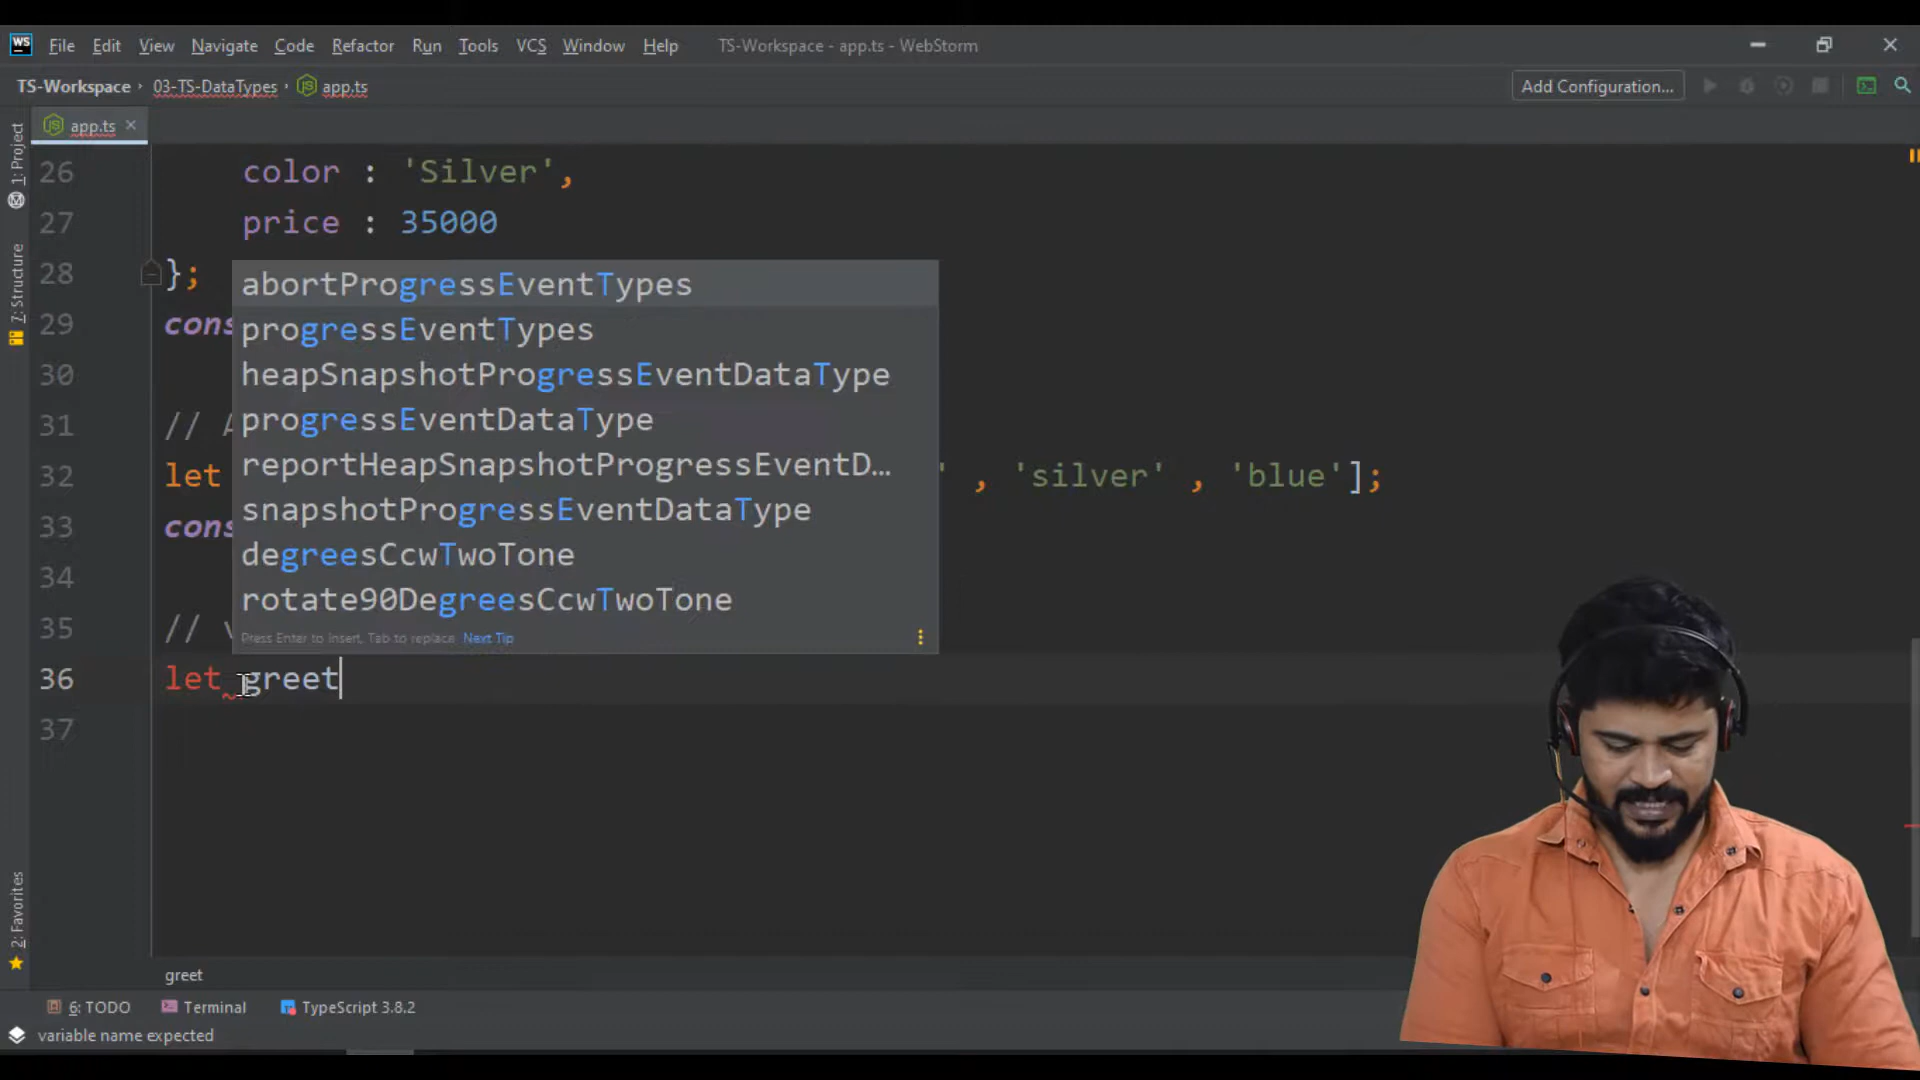 WS File Edit View Navigate Code Refactor Run Tools VCS Window Help TS-Workspace - app.ts - WebStorm
TS-Workspace 03-TS-DataTypes app.ts Add Configuration...
app.ts
1: Project
7: Structure
2: Favorites
26 color : 'Silver',
27 price : 35000
28 };
29 cons
30
31 // A
32 let ' , 'silver' , 'blue'];
33 cons
34
35 // v
36 let greet
37
abortProgressEventTypes
progressEventTypes
heapSnapshotProgressEventDataType
progressEventDataType
reportHeapSnapshotProgressEventD...
snapshotProgressEventDataType
degreesCcwTwoTone
rotate90DegreesCcwTwoTone
Press Enter to insert, Tab to replace Next Tip
greet
6: TODO Terminal TypeScript 3.8.2
variable name expected